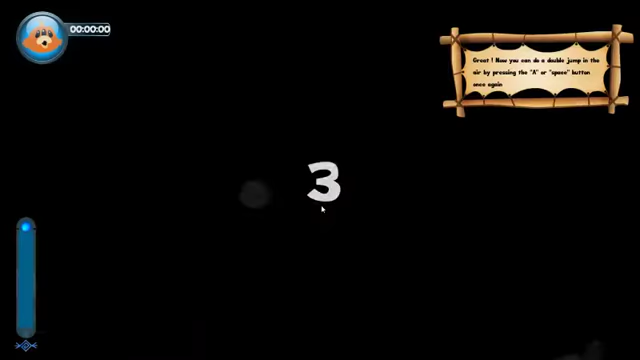 00:00:00
Great ! Now you can do a double jump in the
air by pressing the "A" or "space" button
once again
3